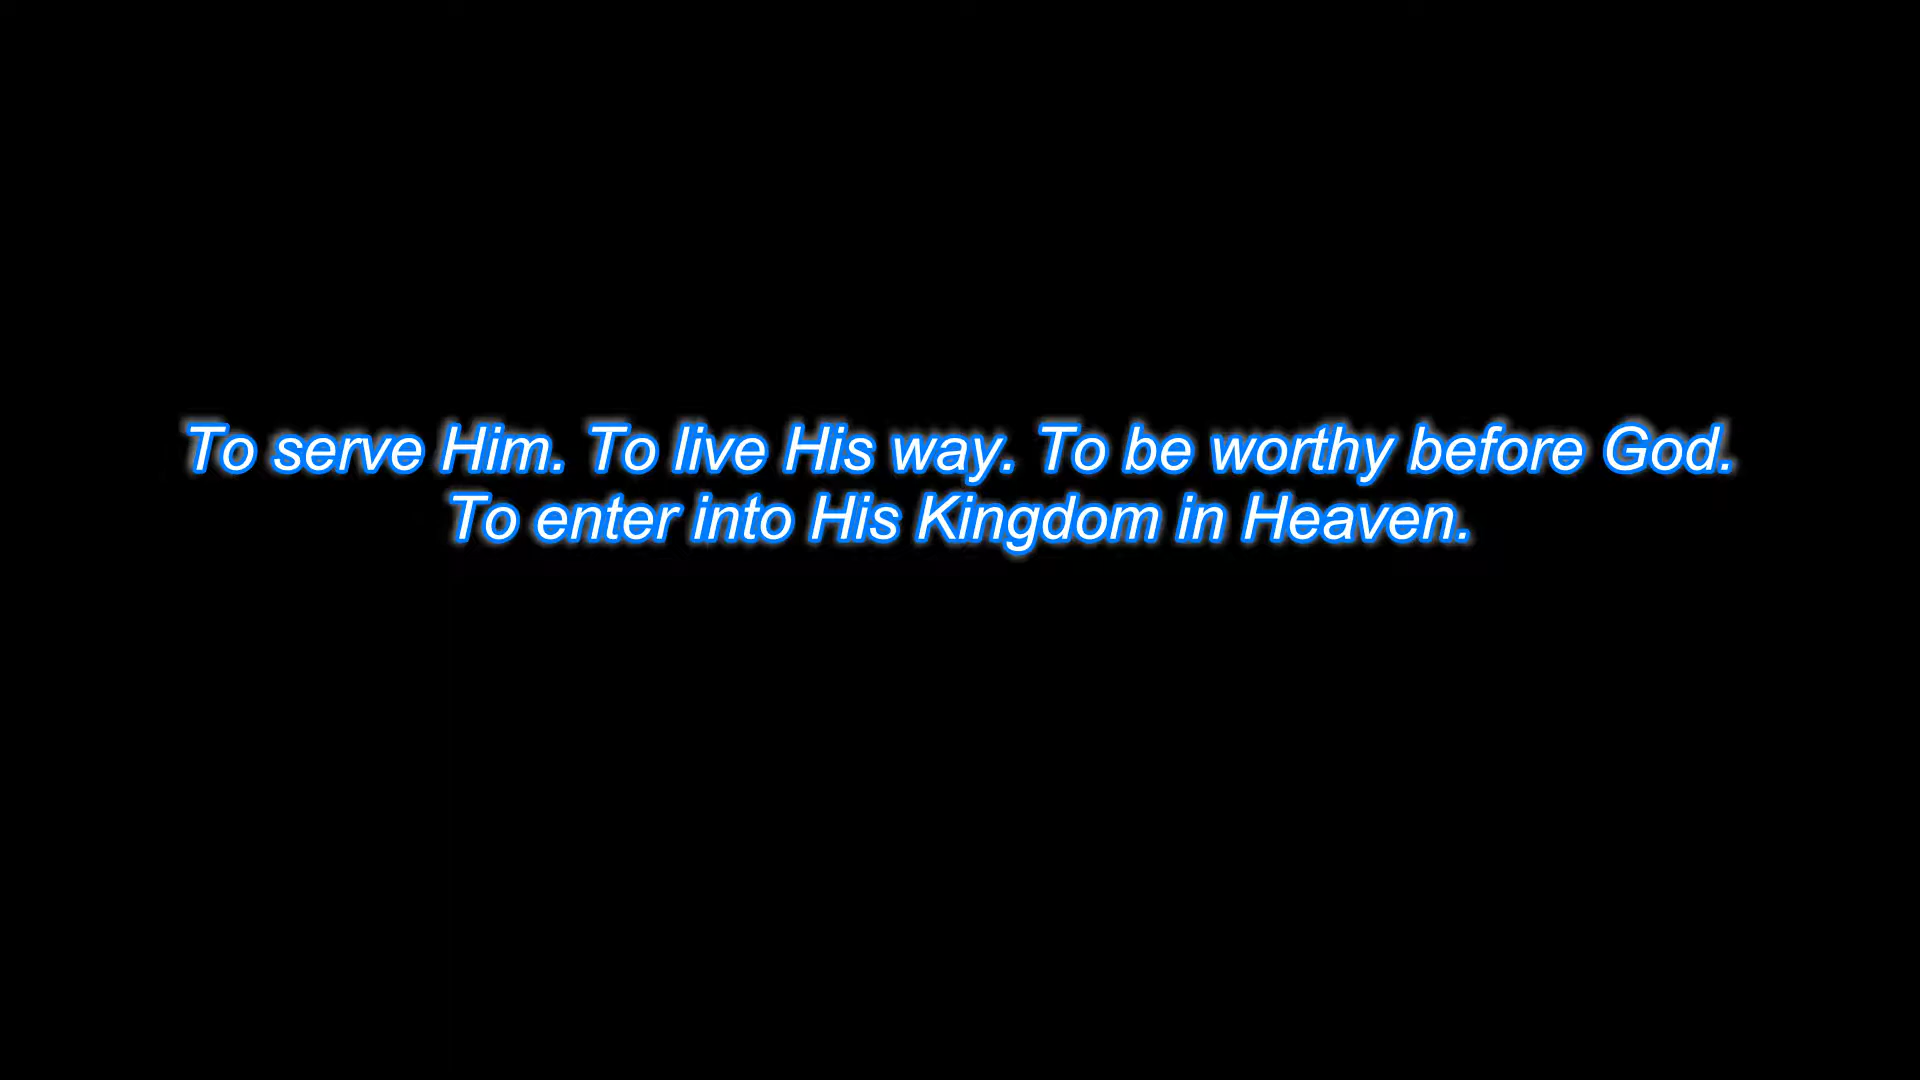 To serve Him. To live His way. To be worthy before God.
To enter into His Kingdom in Heaven.